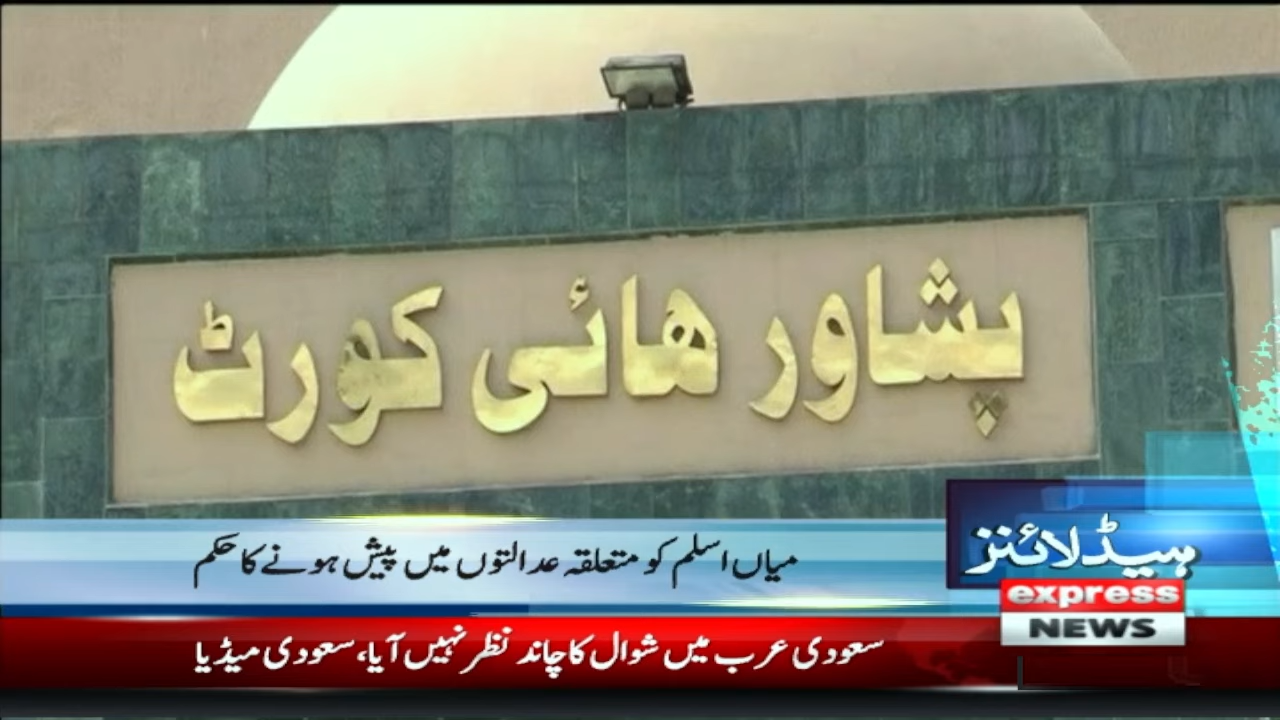 پشاور هائی کورٹ
میاں اسلم کو متعلقہ عدالتوں میں پیش ہونے کا حکم
ہیڈلائنز
express
NEWS
سعودی عرب میں شوال کا چاند نظر نہیں آیا، سعودی میڈیا